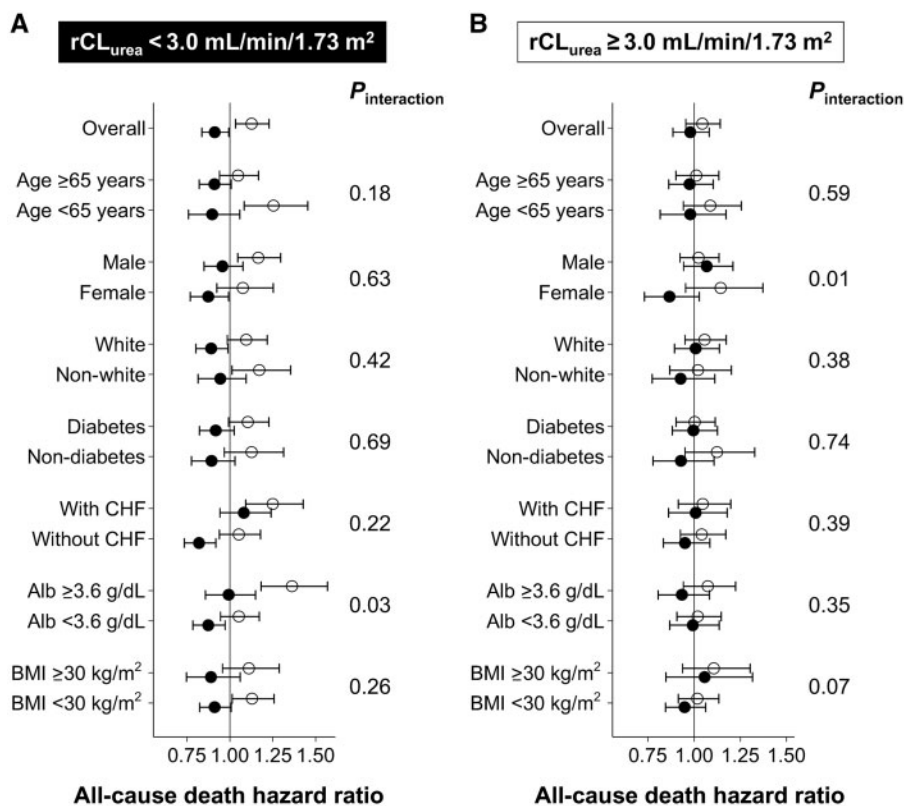 A
rCLurea < 3.0 mL/min/1.73 m²
Pinteraction
Overall
Age ≥65 years
0.18
Age <65 years
Male
0.63
Female
White
0.42
Non-white
Diabetes
0.69
Non-diabetes
With CHF
0.22
Without CHF
Alb ≥3.6 g/dL
0.03
Alb <3.6 g/dL
BMI ≥30 kg/m²
0.26
BMI <30 kg/m²
0.75 1.00 1.25 1.50
All-cause death hazard ratio
B
rCLurea ≥ 3.0 mL/min/1.73 m²
Pinteraction
Overall
Age ≥65 years
0.59
Age <65 years
Male
0.01
Female
White
0.38
Non-white
Diabetes
0.74
Non-diabetes
With CHF
0.39
Without CHF
Alb ≥3.6 g/dL
0.35
Alb <3.6 g/dL
BMI ≥30 kg/m²
0.07
BMI <30 kg/m²
0.75 1.00 1.25 1.50
All-cause death hazard ratio